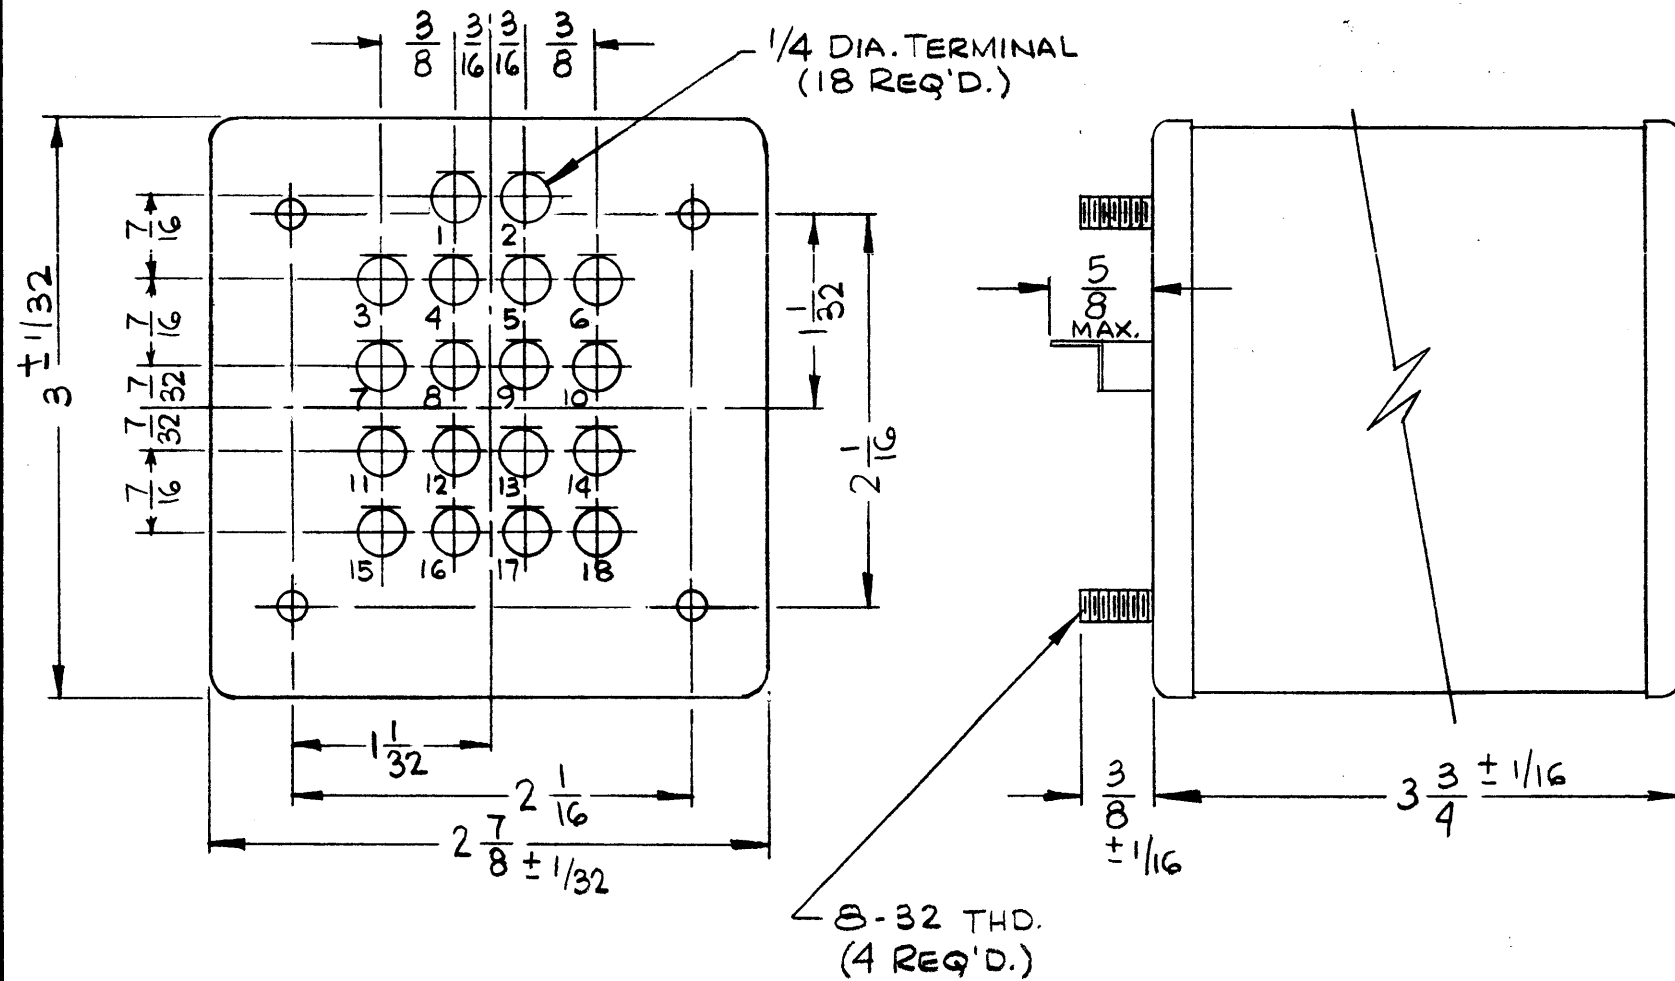 3/8 3/16 3/16 3/8
1/4 DIA. TERMINAL
(18 REQ'D.)
7/16
7/16
7/32
7/32
7/16
3 ± 1/32
1 2
3 4 5 6
7 8 9 10
11 12 13 14
15 16 17 18
1 1/32
2 1/16
1 1/32
2 1/16
2 7/8 ± 1/32
5/8
MAX.
3/8
± 1/16
3 3/4 ± 1/16
8-32 THD.
(4 REQ'D.)